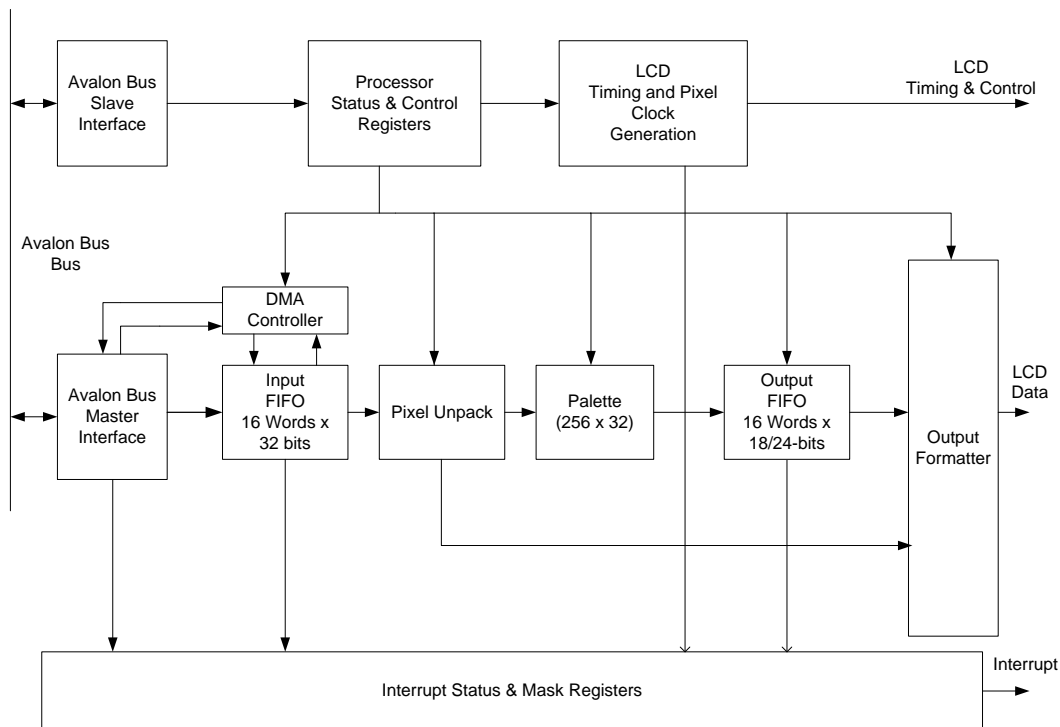 Avalon Bus
Slave
Interface
Processor
Status & Control
Registers
LCD
Timing and Pixel
Clock
Generation
LCD
Timing & Control
Avalon Bus
Bus
DMA
Controller
Avalon Bus
Master
Interface
Input
FIFO
16 Words x
32 bits
Pixel Unpack
Palette
(256 x 32)
Output
FIFO
16 Words x
18/24-bits
Output
Formatter
LCD
Data
Interrupt Status & Mask Registers
Interrupt